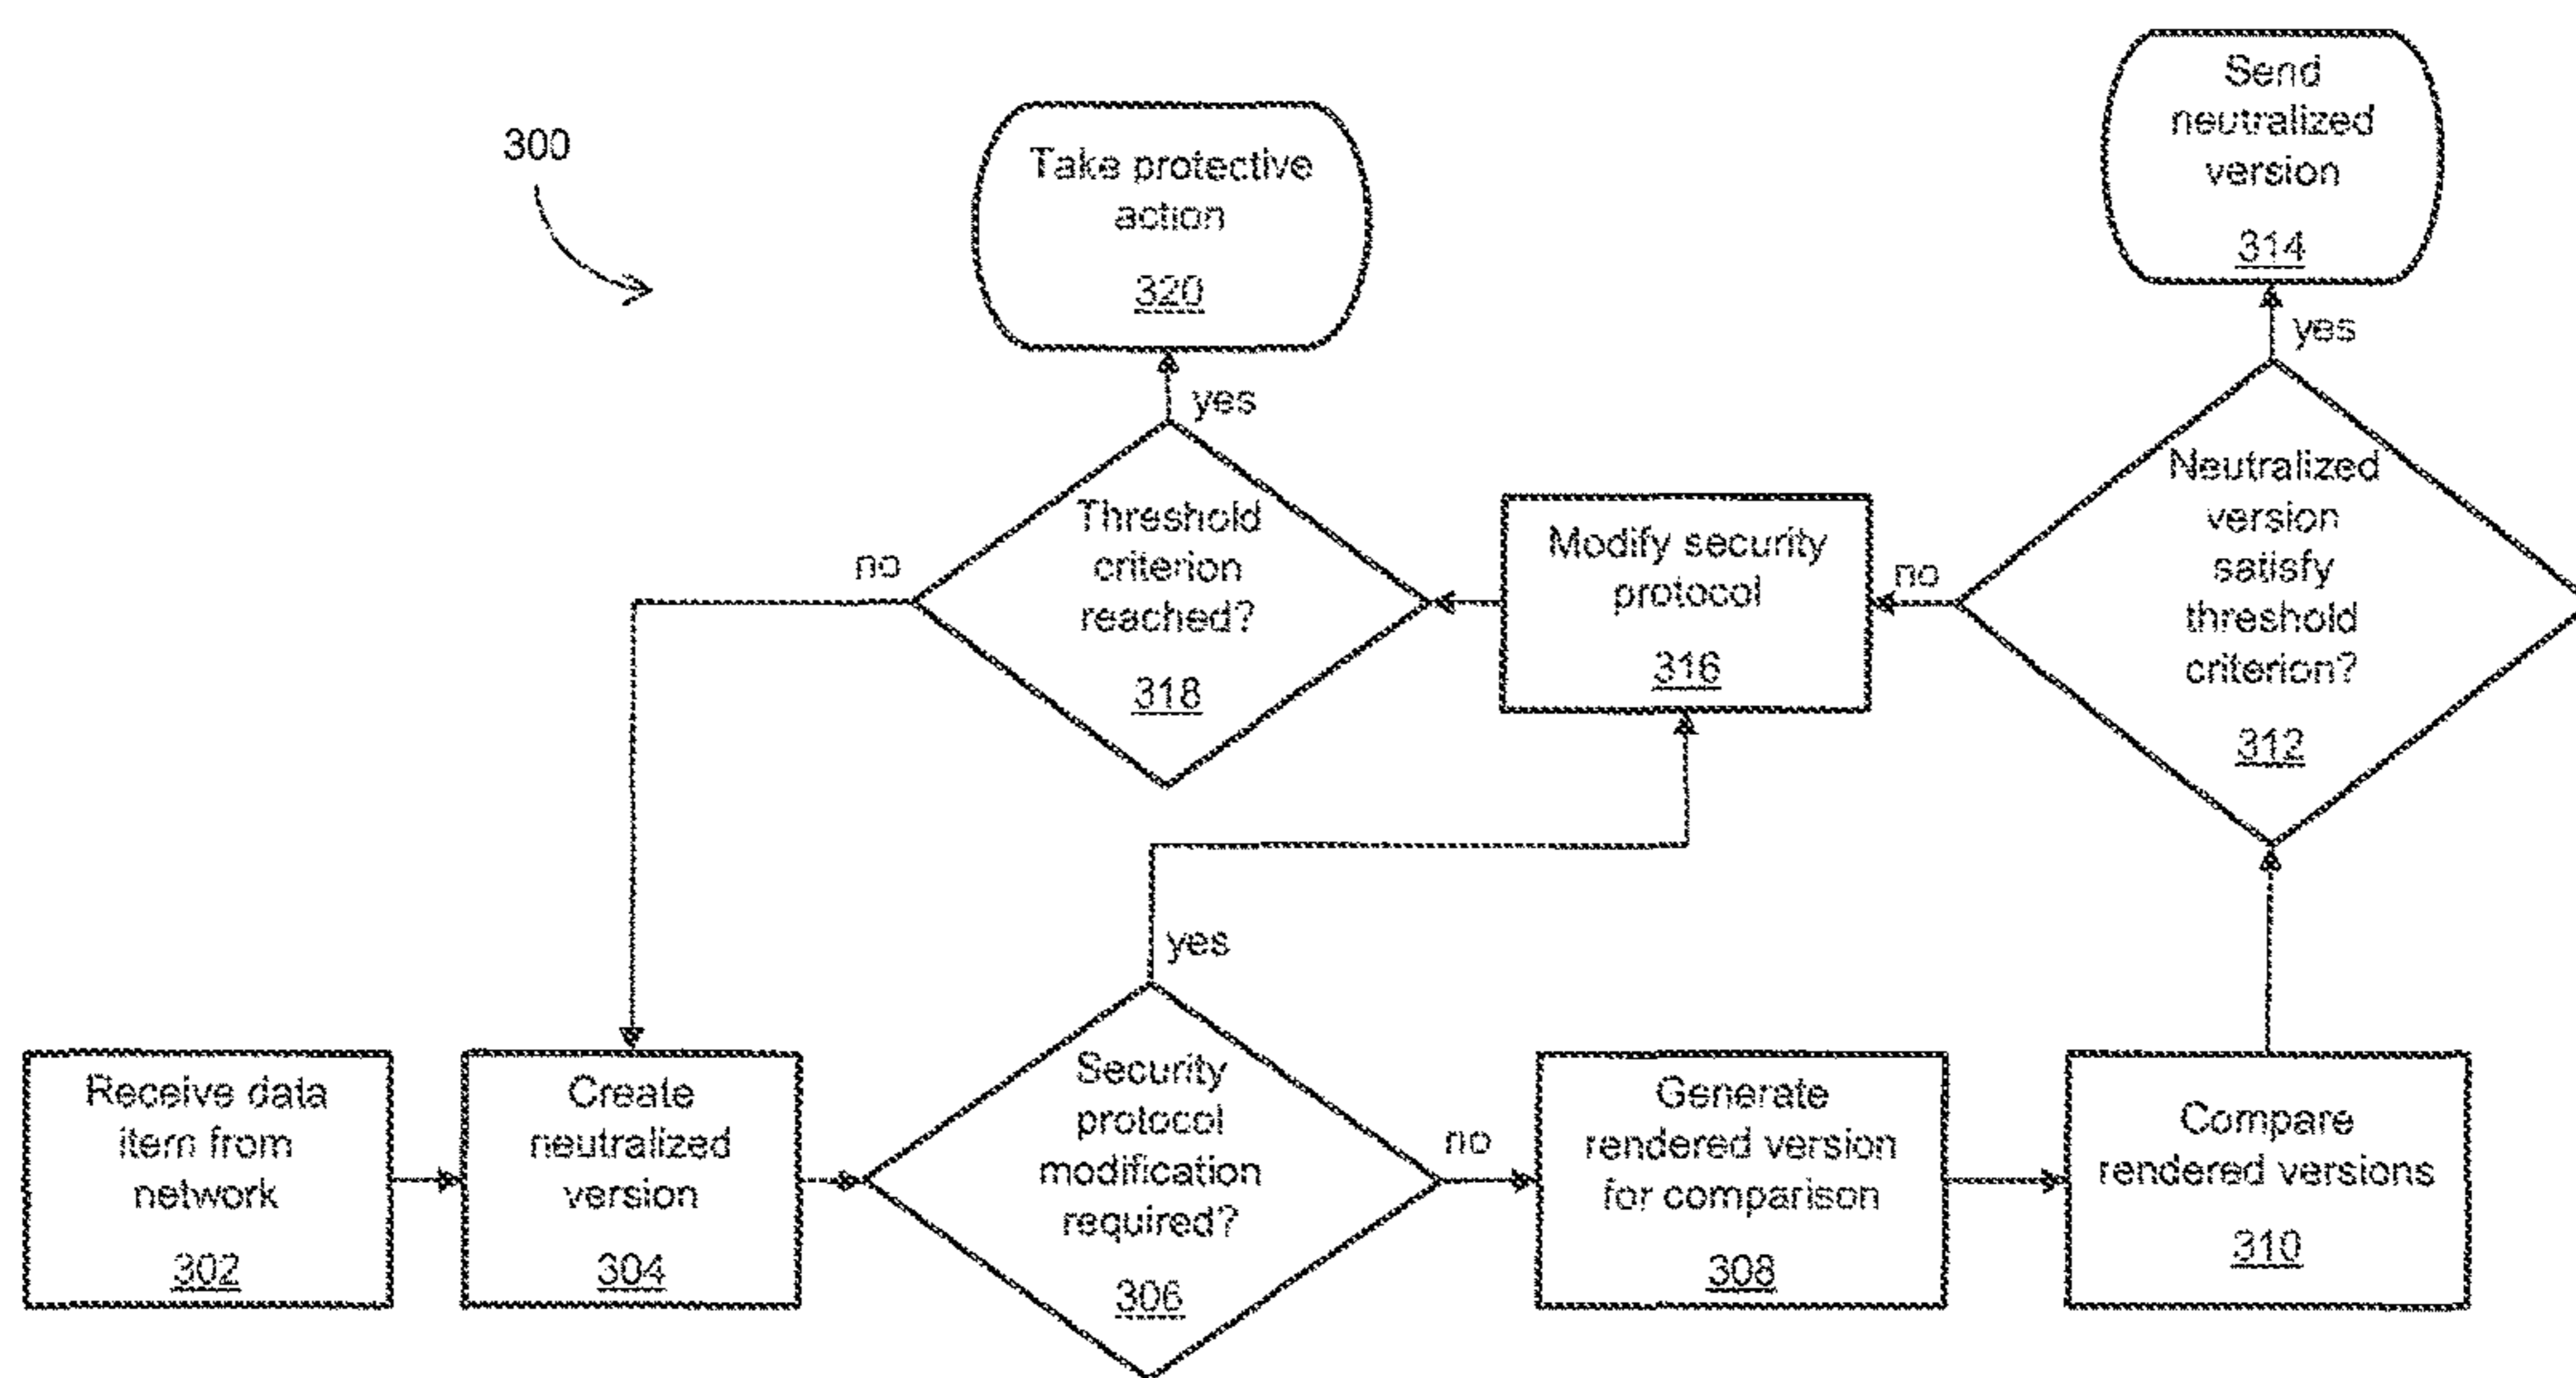 300
Take protective
action
320
Send
neutralized
version
314
yes
yes
Threshold
criterion
reached?
318
no
Modify security
protocol
316
no
Neutralized
version
satisfy
threshold
criterion?
312
yes
Receive data
item from
network
302
Create
neutralized
version
304
Security
protocol
modification
required?
306
no
Generate
rendered version
for comparison
308
Compare
rendered versions
310